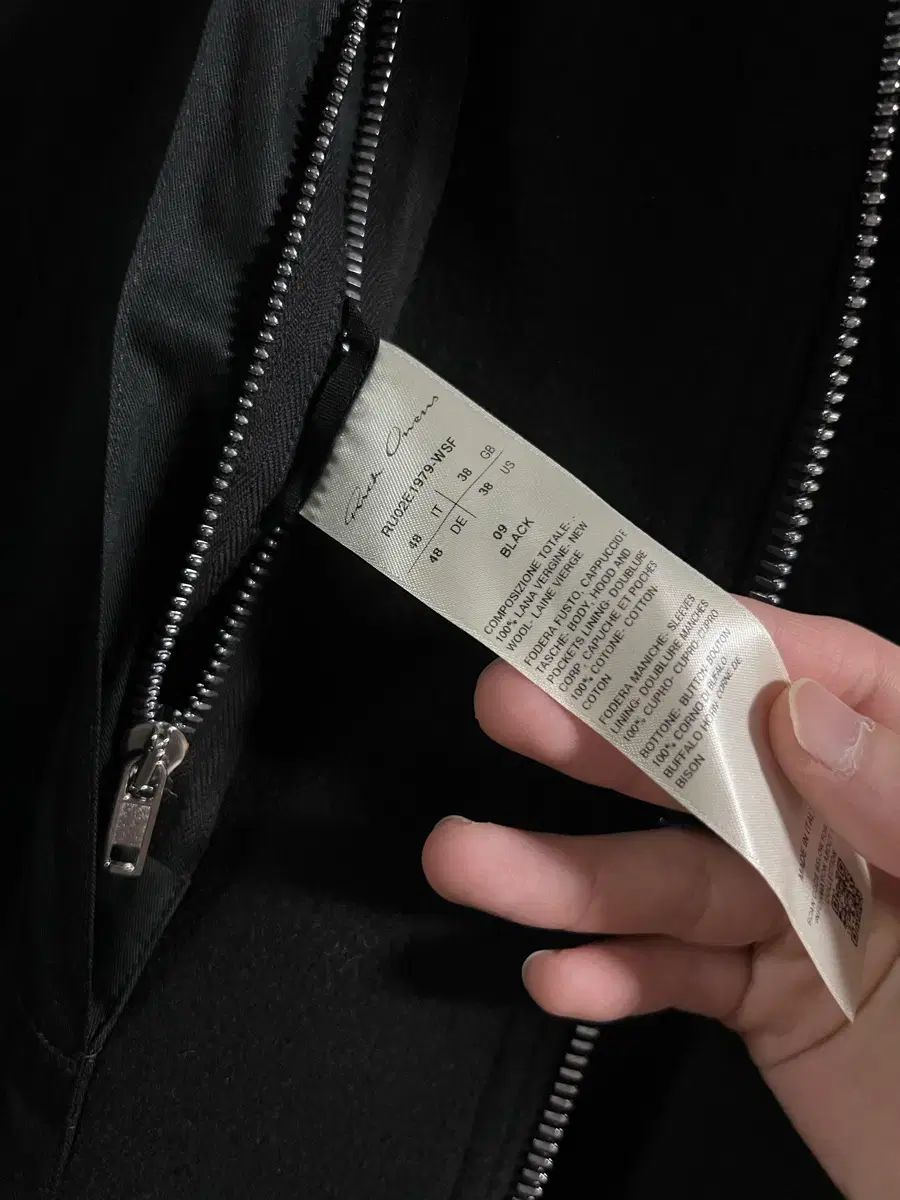 Rick Owens
RU02E1979-WSF
48 IT 38 GB
48 DE 38 US
09
BLACK
COMPOSIZIONE TOTALE-
100% LANA VERGINE- NEW
WOOL- LAINE VIERGE
FODERA FUSTO, CAPPUCCIO E
TASCHE- BODY, HOOD AND
POCKETS LINING- DOUBLURE
CORP, CAPUCHE ET POCHES
100% COTONE- COTTON
COTON
FODERA MANICHE- SLEEVES
LINING- DOUBLURE MANCHES
100% CUPRO- CUPRO- CUPRO
BOTTONE- BUTTON- BOUTON
100% CORNO DI BUFALO
BUFFALO HORN- CORNE DE
BISON
MADE IN